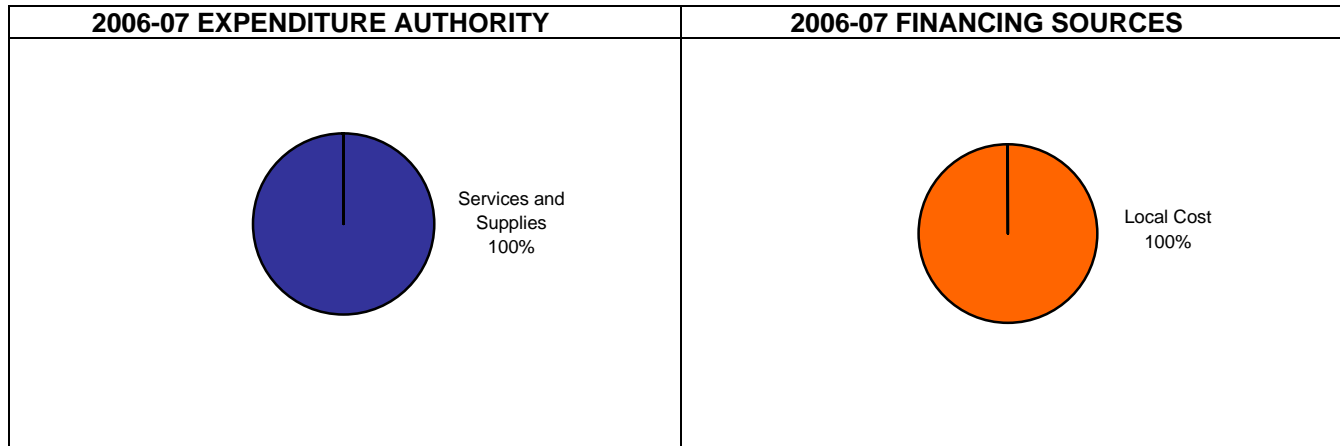 2006-07 EXPENDITURE AUTHORITY
2006-07 FINANCING SOURCES
Services and
Supplies
100%
Local Cost
100%